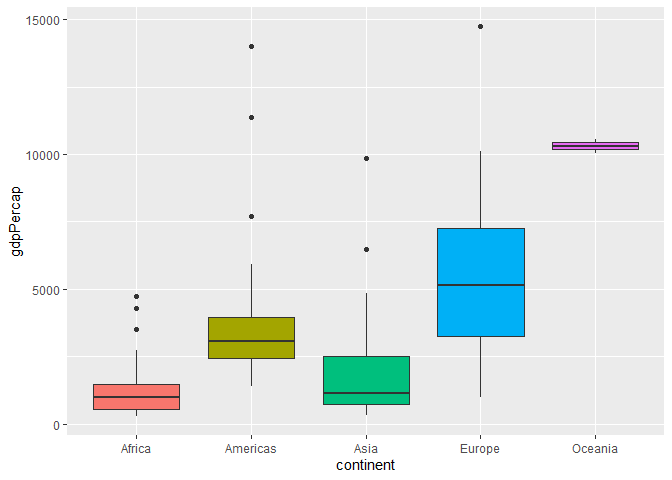 15000
10000
5000
0
gdpPercap
Africa
Americas
Asia
Europe
Oceania
continent